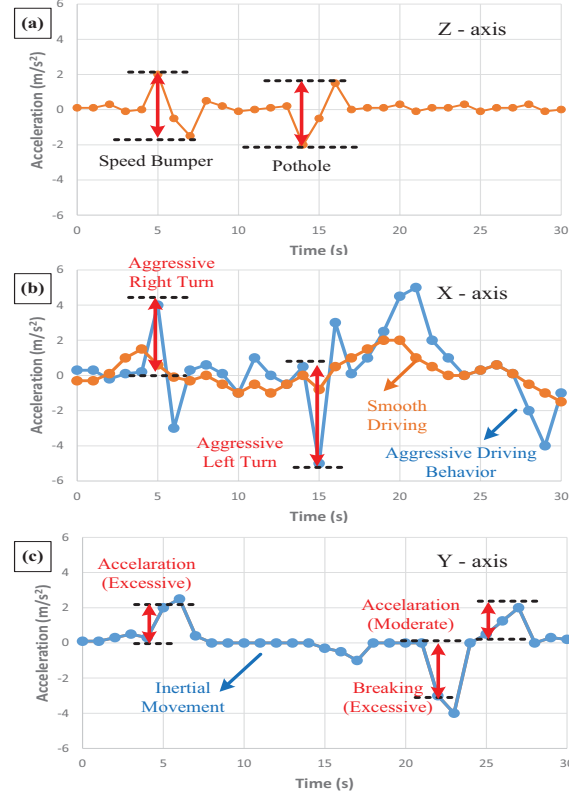 (a)
Z - axis
Acceleration (m/s²)
6
4
2
0
-2
-4
-6
Speed Bumper
Pothole
0 5 10 15 20 25 30
Time (s)
(b)
Aggressive
Right Turn
X - axis
Acceleration (m/s²)
6
4
2
0
-2
-4
-6
Smooth
Driving
Aggressive
Left Turn
Aggressive Driving
Behavior
0 5 10 15 20 25 30
Time (s)
(c)
Y - axis
Acceleration (m/s²)
6
4
2
0
-2
-4
-6
Accelaration
(Excessive)
Accelaration
(Moderate)
Inertial
Movement
Breaking
(Excessive)
0 5 10 15 20 25 30
Time (s)